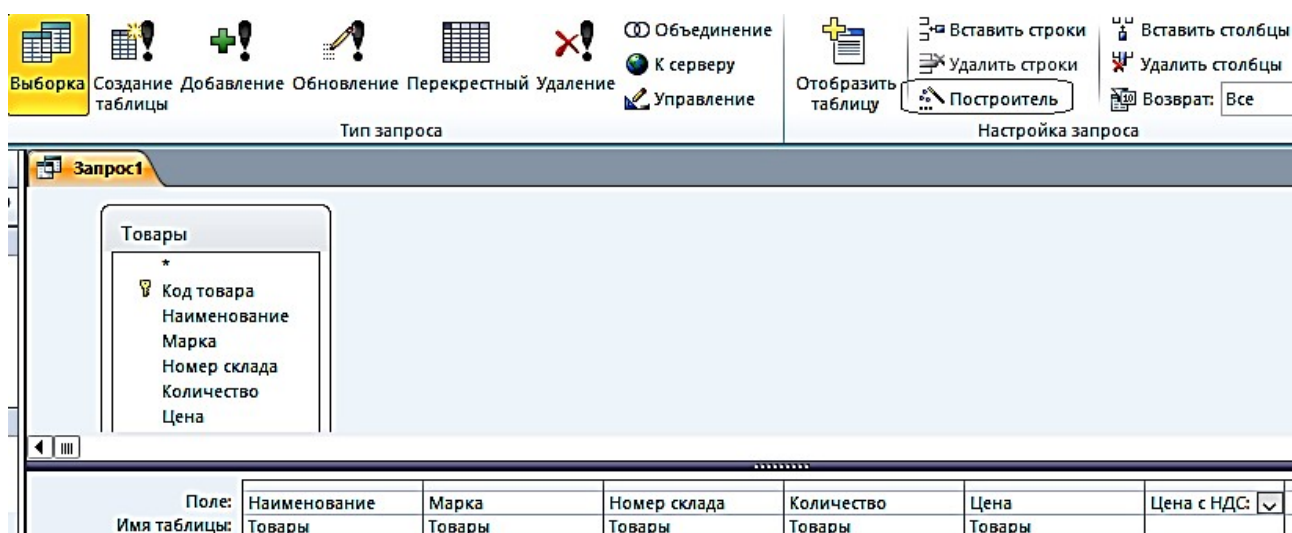 Выборка
Создание таблицы
Добавление
Обновление
Перекрестный
Удаление
Объединение
К серверу
Управление
Тип запроса
Отобразить таблицу
Вставить строки
Удалить строки
Построитель
Вставить столбцы
Удалить столбцы
Возврат: Все
Настройка запроса
Запрос1
Товары
*
Код товара
Наименование
Марка
Номер склада
Количество
Цена
Поле: Наименование Марка Номер склада Количество Цена Цена с НДС:
Имя таблицы: Товары Товары Товары Товары Товары